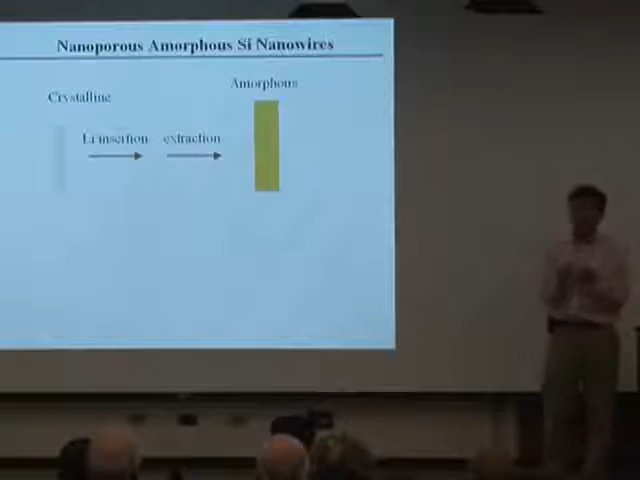 Nanoporous Amorphous Si Nanowires
Amorphous
Crystalline
Li insertion
extraction